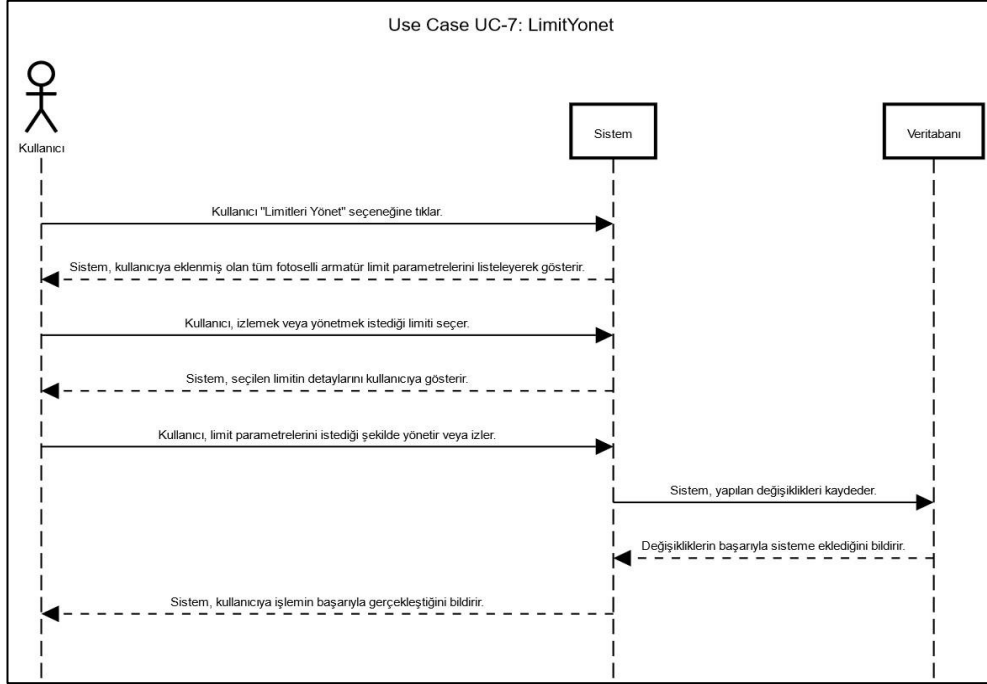 Use Case UC-7: LimitYonet
Kullanıcı
Sistem
Veritabanı
Kullanıcı "Limitleri Yönet" seçeneğine tıklar.
Sistem, kullanıcıya eklenmiş olan tüm fotoselli armatür limit parametrelerini listeleyerek gösterir.
Kullanıcı, izlemek veya yönetmek istediği limiti seçer.
Sistem, seçilen limitin detaylarını kullanıcıya gösterir.
Kullanıcı, limit parametrelerini istediği şekilde yönetir veya izler.
Sistem, yapılan değişiklikleri kaydeder.
Değişikliklerin başarıyla sisteme eklediğini bildirir.
Sistem, kullanıcıya işlemin başarıyla gerçekleştiğini bildirir.